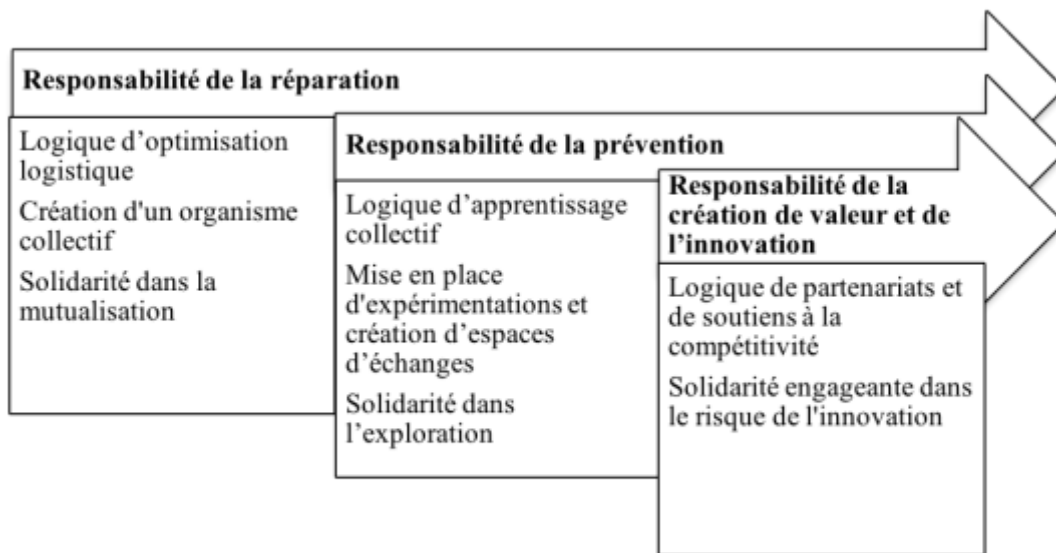 Responsabilité de la réparation
Logique d’optimisation
logistique
Création d'un organisme
collectif
Solidarité dans la
mutualisation
Responsabilité de la prévention
Logique d’apprentissage
collectif
Mise en place
d'expérimentations et
création d’espaces
d’échanges
Solidarité dans
l’exploration
Responsabilité de la
création de valeur et de
l’innovation
Logique de partenariats et
de soutiens à la
compétitivité
Solidarité engageante dans
le risque de l'innovation